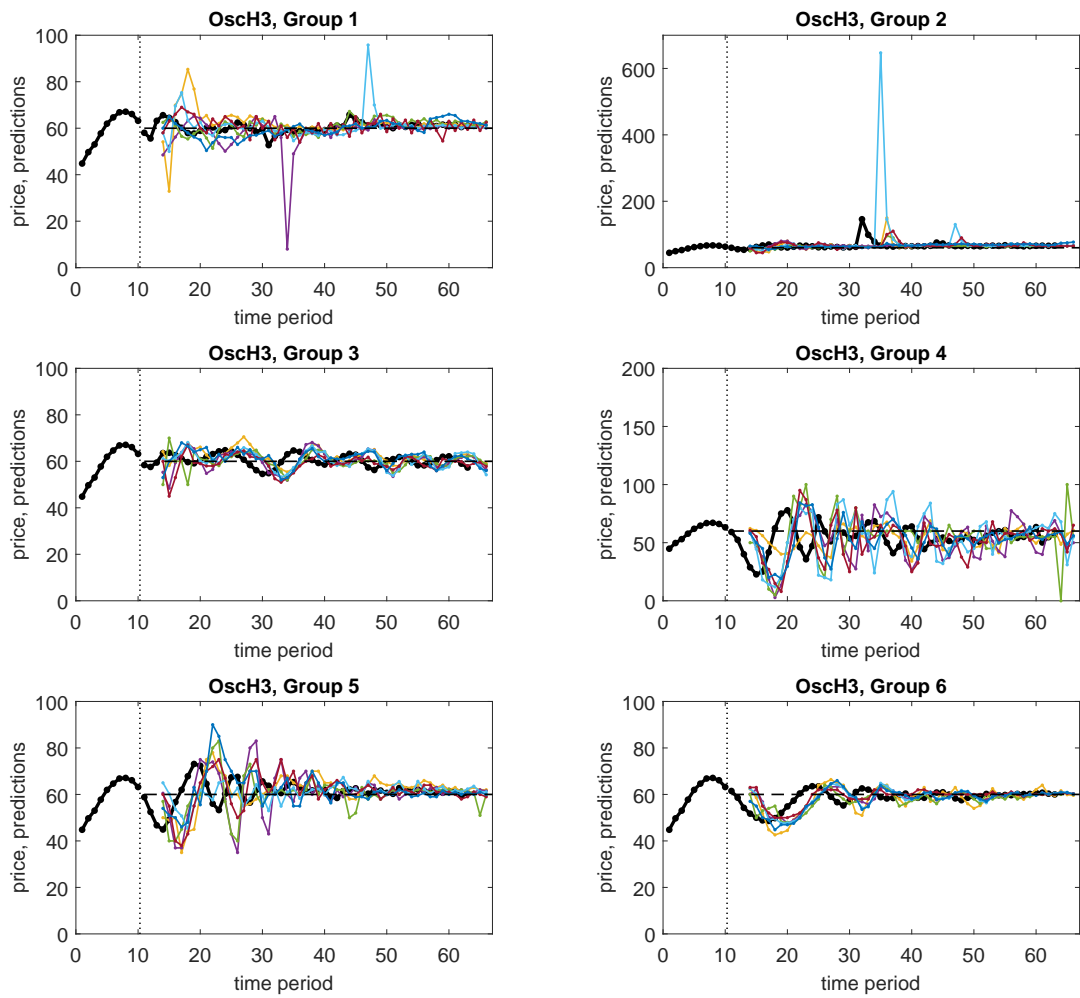 OscH3, Group 1
100
80
60
40
20
0
price, predictions
0 10 20 30 40 50 60
time period
OscH3, Group 2
600
400
200
0
price, predictions
0 10 20 30 40 50 60
time period
OscH3, Group 3
100
80
60
40
20
0
price, predictions
0 10 20 30 40 50 60
time period
OscH3, Group 4
200
150
100
50
0
price, predictions
0 10 20 30 40 50 60
time period
OscH3, Group 5
100
80
60
40
20
0
price, predictions
0 10 20 30 40 50 60
time period
OscH3, Group 6
100
80
60
40
20
0
price, predictions
0 10 20 30 40 50 60
time period